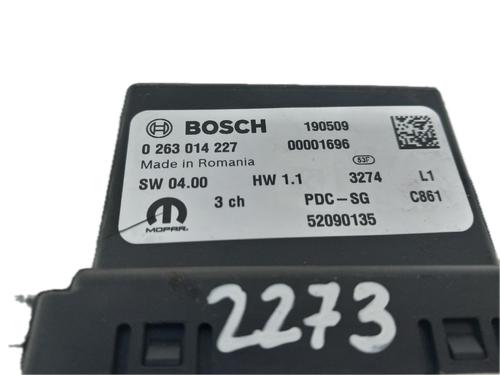 BOSCH 190509
0 263 014 227 00001696
Made in Romania 83F
SW 04.00 HW 1.1 3274 L1
3 ch PDC-SG C861
MOPAR. 52090135
2273